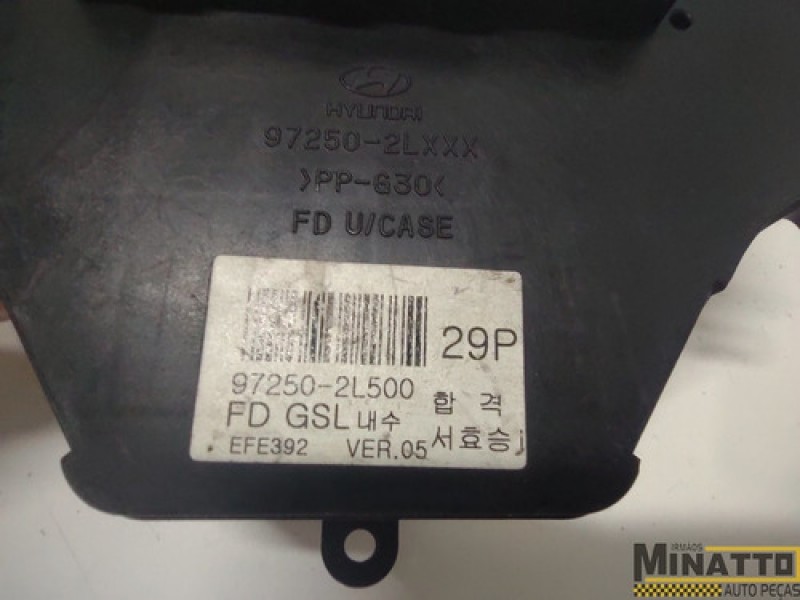 HYUNDAI
97250-2LXXX
>PP-G30<
FD U/CASE
29P
97250-2L500
FD GSL 내수 합 격
EFE392 VER.05 서효승j
IRMÃOS
MINATTO
AUTO PEÇAS